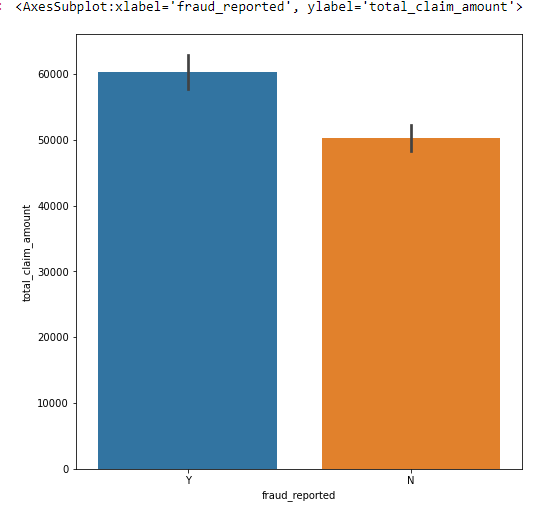 <AxesSubplot:xlabel='fraud_reported', ylabel='total_claim_amount'>
60000
50000
40000
30000
20000
10000
0
total_claim_amount
Y N
fraud_reported